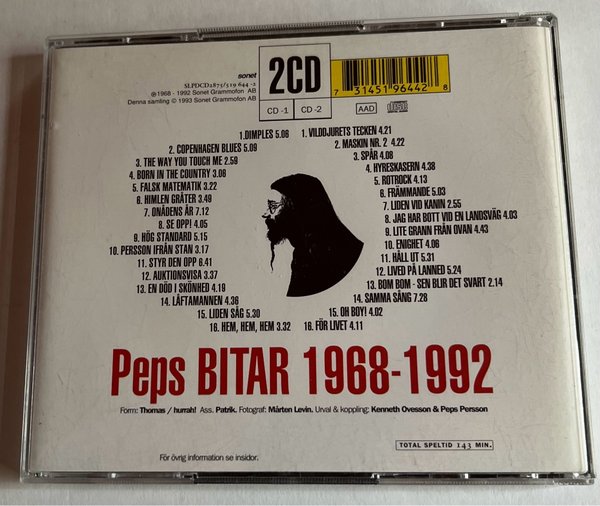 sonet
SLPDCD2875/519 644-2
℗1968 - 1992 Sonet Grammofon AB
Denna samling © 1993 Sonet Grammofon AB
2CD
CD -1 CD -2
7 31451 96442 8
AAD
1.DIMPLES 5.08
2. COPENHAGEN BLUES 5.09
3. THE WAY YOU TOUCH ME 2.59
4. BORN IN THE COUNTRY 3.08
5. FALSK MATEMATIK 3.22
6. HIMLEN GRÅTER 3.49
7. ONÅDENS ÅR 7.12
8. SE OPP! 4.05
9. HÖG STANDARD 5.15
10. PERSSON IFRÅN STAN 3.17
11. STYR DEN OPP 6.41
12. AUKTIONSVISA 3.37
13. EN DÖD I SKÖNHED 4.19
14. LÅFTAMANNEN 4.36
15. LIDEN SÅG 5.30
16. HEM, HEM, HEM 3.32
1. VILDDJURETS TECKEN 4.21
2. MASKIN NR. 2 4.22
3. SPÅR 4.08
4. HYRESKASERN 4.38
5. ROTROCK 4.13
6. FRÄMMANDE 5.03
7. LIDEN VID KANIN 2.55
8. JAG HAR BOTT VID EN LANDSVÄG 4.03
9. LITE GRANN FRÅN OVAN 4.43
10. ENIGHET 4.06
11. HÅLL UT 5.31
12. LIVED PÅ LANNED 5.24
13. BOM BOM - SEN BLIR DET SVART 2.14
14. SAMMA SÅNG 7.28
15. OH BOY! 4.02
16. FÖR LIVET 4.11
Peps BITAR 1968-1992
Form: Thomas / hurrah! Ass. Patrik. Fotograf: Mårten Levin. Urval & koppling: Kenneth Ovesson & Peps Persson
TOTAL SPELTID 143 MIN.
För övrig information se insidor.